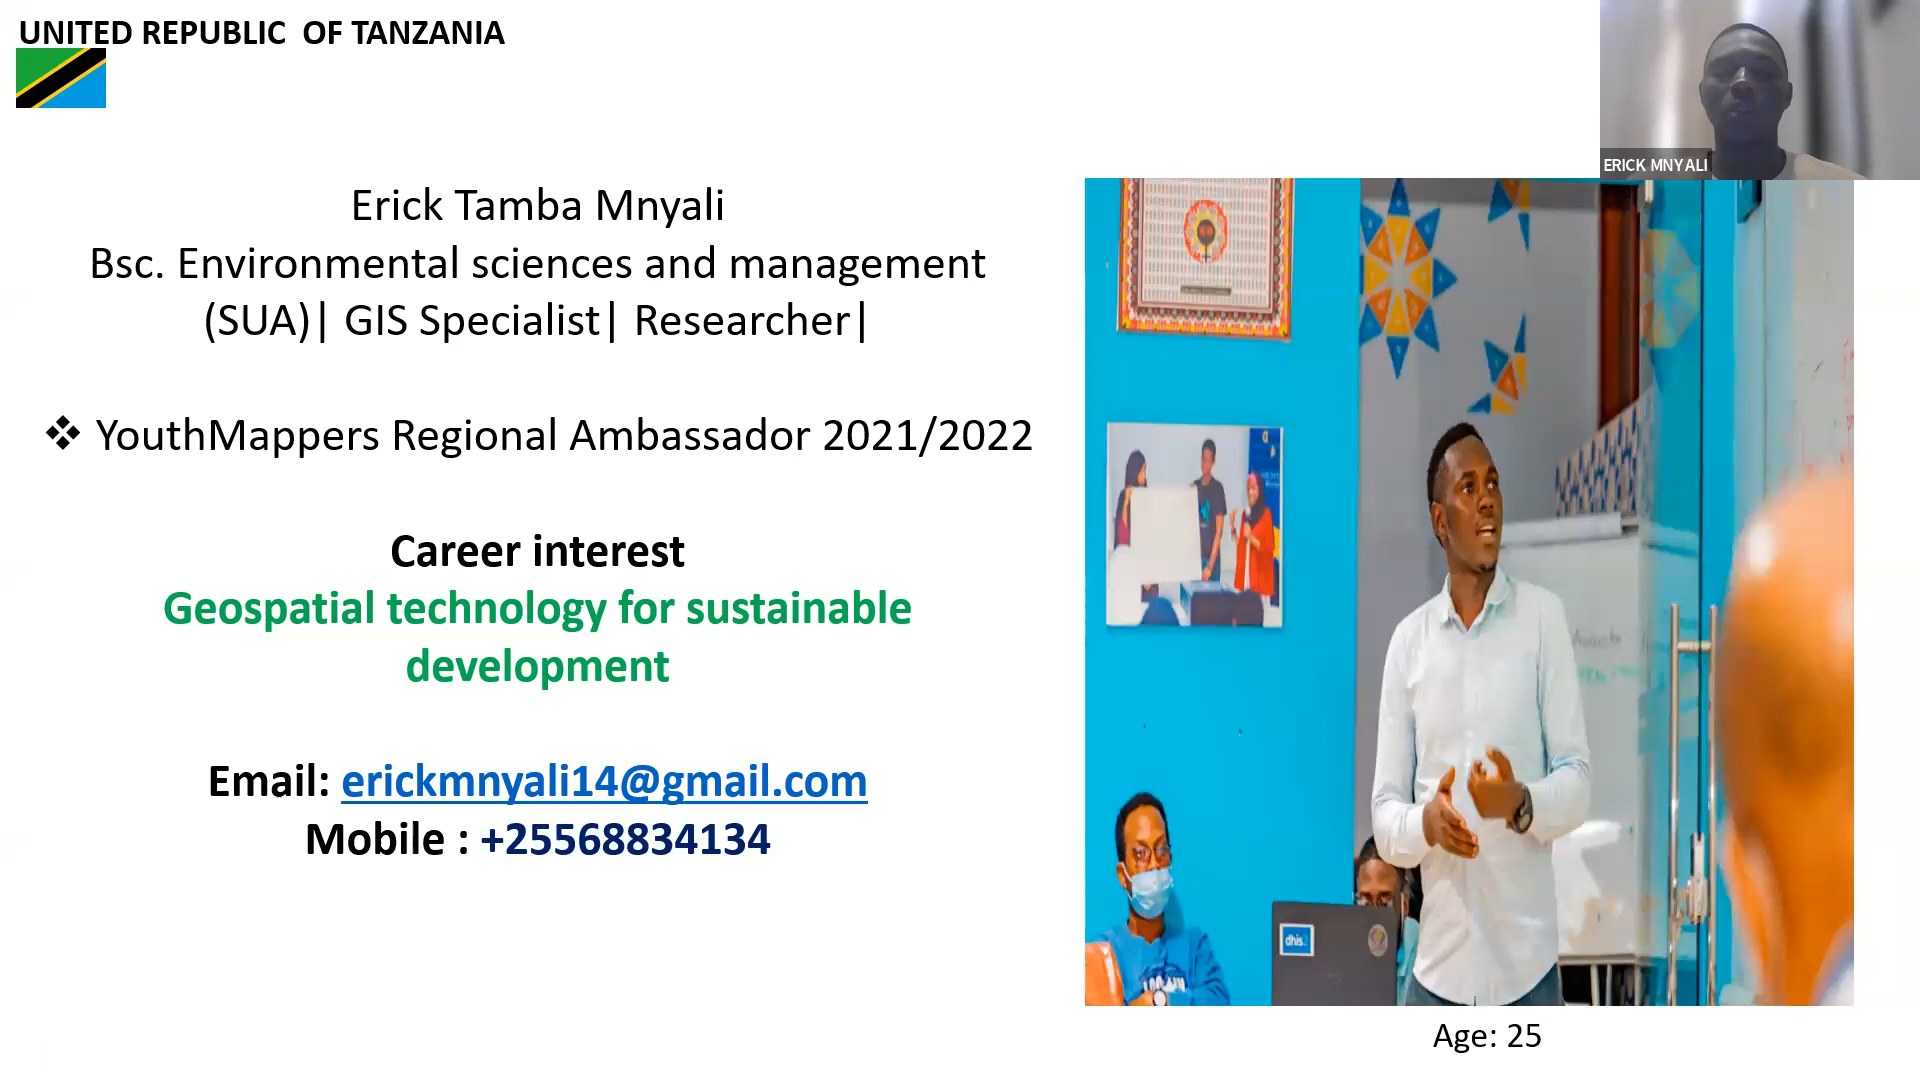 UNITED REPUBLIC  OF TANZANIA
ERICK MNYALI
Erick Tamba Mnyali
Bsc. Environmental sciences and management
(SUA)| GIS Specialist| Researcher|
❖ YouthMappers Regional Ambassador 2021/2022
Career interest
Geospatial technology for sustainable
development
Email: erickmnyali14@gmail.com
Mobile : +25568834134
dhis2
Age: 25